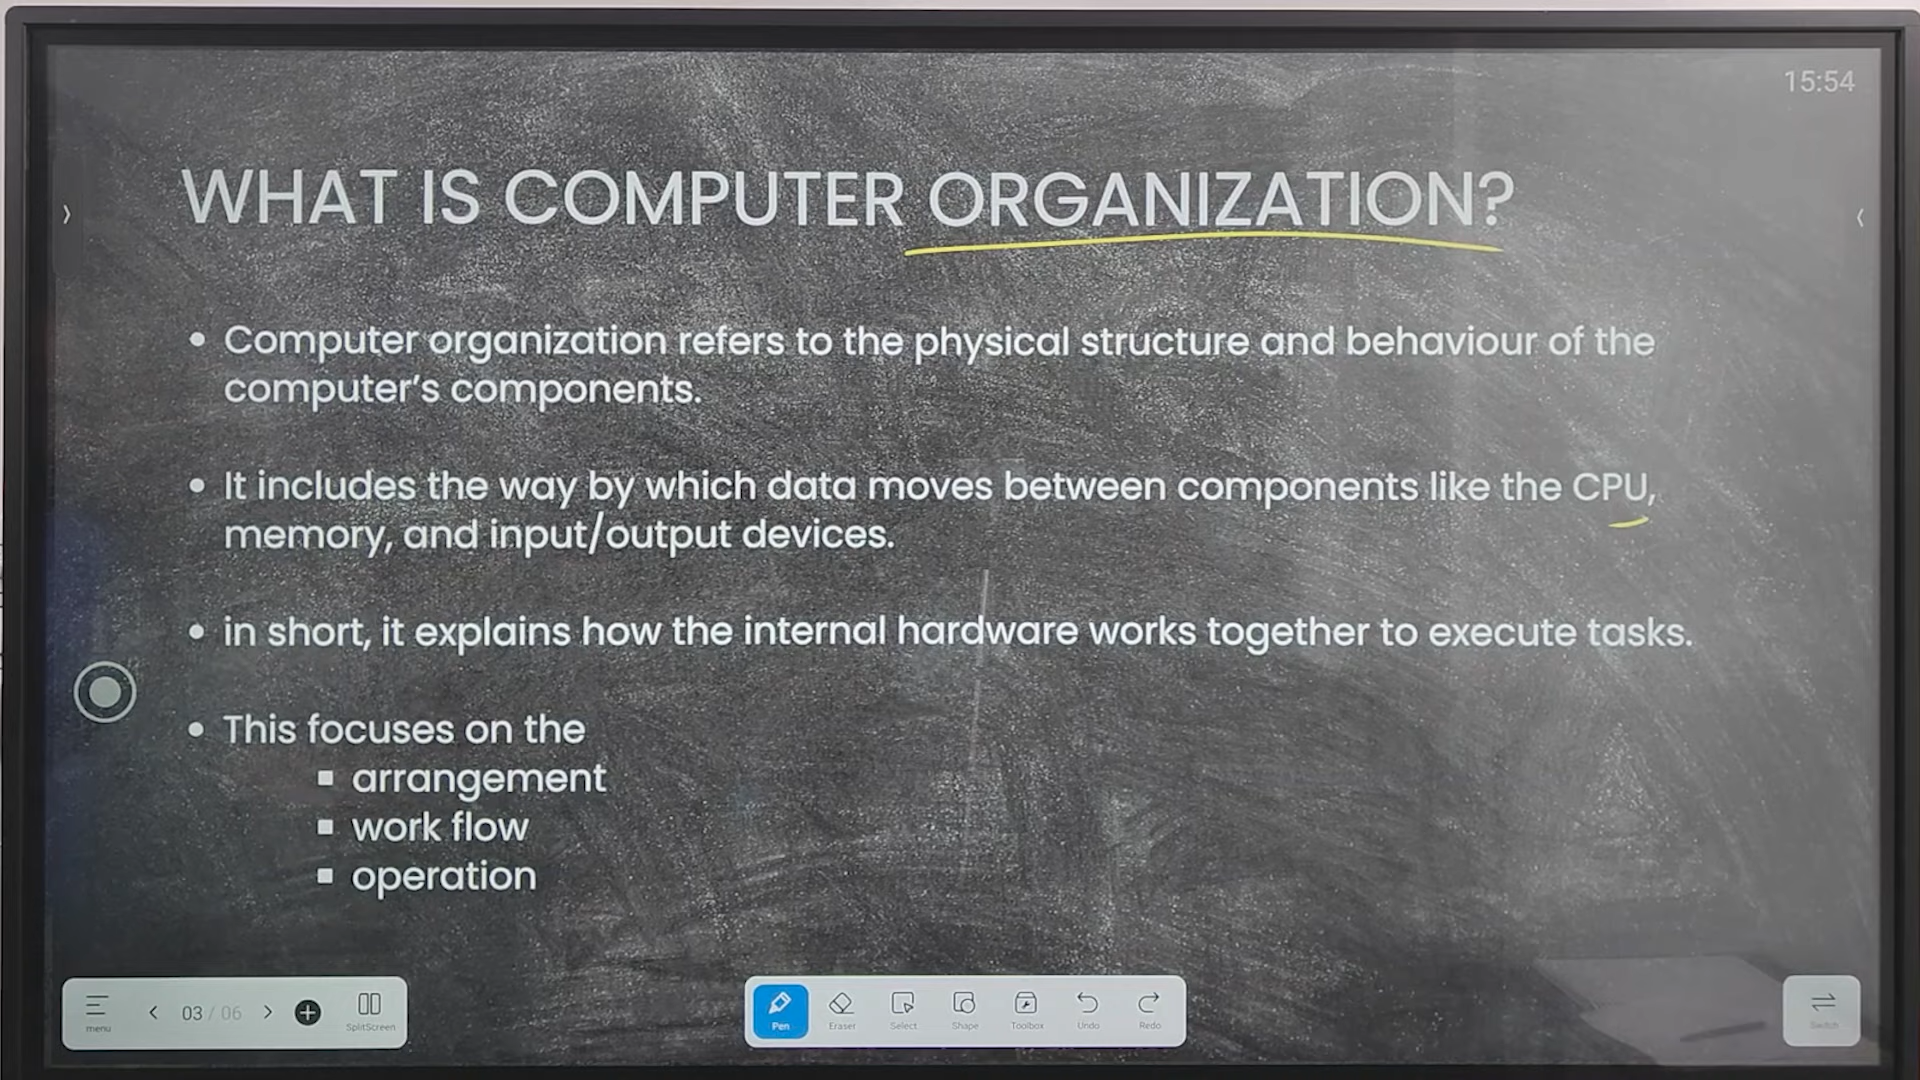 15:54
WHAT IS COMPUTER ORGANIZATION?
• Computer organization refers to the physical structure and behaviour of the
computer's components.
• It includes the way by which data moves between components like the CPU,
memory, and input/output devices.
• in short, it explains how the internal hardware works together to execute tasks.
• This focuses on the
▪ arrangement
▪ work flow
▪ operation
menu
03 / 06
SplitScreen
Pen
Eraser
Select
Shape
Toolbox
Undo
Redo
Switch